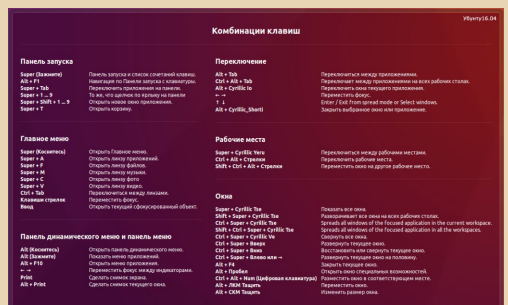 Убунту16.04
Комбинации клавиш
Панель запуска
Super (Зажмите) Панель запуска и список сочетаний клавиш.
Alt + F1 Навигация по Панели запуска с клавиатуры.
Super + Tab Переключить приложения на панели.
Super + 1 ... 9 То же, что щелчок по ярлыку на панели
Super + Shift + 1 ... 9 Открыть новое окно приложения.
Super + T Открыть корзину.
Главное меню
Super (Коснитесь) Открыть Главное меню.
Super + A Открыть линзу приложений.
Super + F Открыть корзу файлов.
Super + M Открыть линзу музыки.
Super + C Открыть линзу фото
Super + V Открыть линзу видео.
Ctrl + Tab Переключиться между линзами.
Клавиши стрелок Переместить фокус.
Ввод Открыть текущий сфокусированный объект.
Панель динамического меню и панель меню
Alt (Коснитесь) Открыть панель динамического меню.
Alt (Зажмите) Показать меню приложений.
Alt + F10 Открыть меню приложений.
← → Переместить фокус между индикаторами.
Print Сделать снимок экрана.
Alt + Print Сделать снимок текущего окна.
Переключение
Alt + Tab Переключиться между приложениями.
Ctrl + Alt + Tab Переключает между приложениями на всех рабочих столах.
Alt + Cyrillic Io Переключить окна текущего приложения.
← → Переместить фокус.
↑ ↓ Enter / Exit from spread mode or Select windows.
Alt + Cyrillic_Shorti Закрыть выбранное окно или приложение.
Рабочие места
Super + Cyrillic Yeru Переключиться между рабочими местами.
Ctrl + Alt + Стрелки Переключить рабочее место.
Shift + Ctrl + Alt + Стрелки Переместить окно на другое рабочее место.
Окна
Super + Cyrillic Tse Показать все окна.
Shift + Super + Cyrillic Tse Разворачивает все окна на всех рабочих столах.
Ctrl + Super + Cyrillic Tse Spreads all windows of the focused application in the current workspace.
Shift + Ctrl + Super + Cyrillic Tse Spreads all windows of the focused application in all the workspaces.
Ctrl + Super + Cyrillic Ve Свернуть все окна.
Ctrl + Super + Вверх Развернуть текущее окно.
Ctrl + Super + Вниз Восстановить или свернуть текущее окно.
Ctrl + Super + Влево или → Развернуть текущее окно на половину.
Alt + F4 Закрыть текущее окно.
Alt + Пробел Открыть окно специальных возможностей.
Ctrl + Alt + Num (Цифровая клавиатура) Разместить окно в соответствующем месте.
Alt + ЛКМ Тащить Переместить окно.
Alt + СКМ Тащить Изменить размер окна.